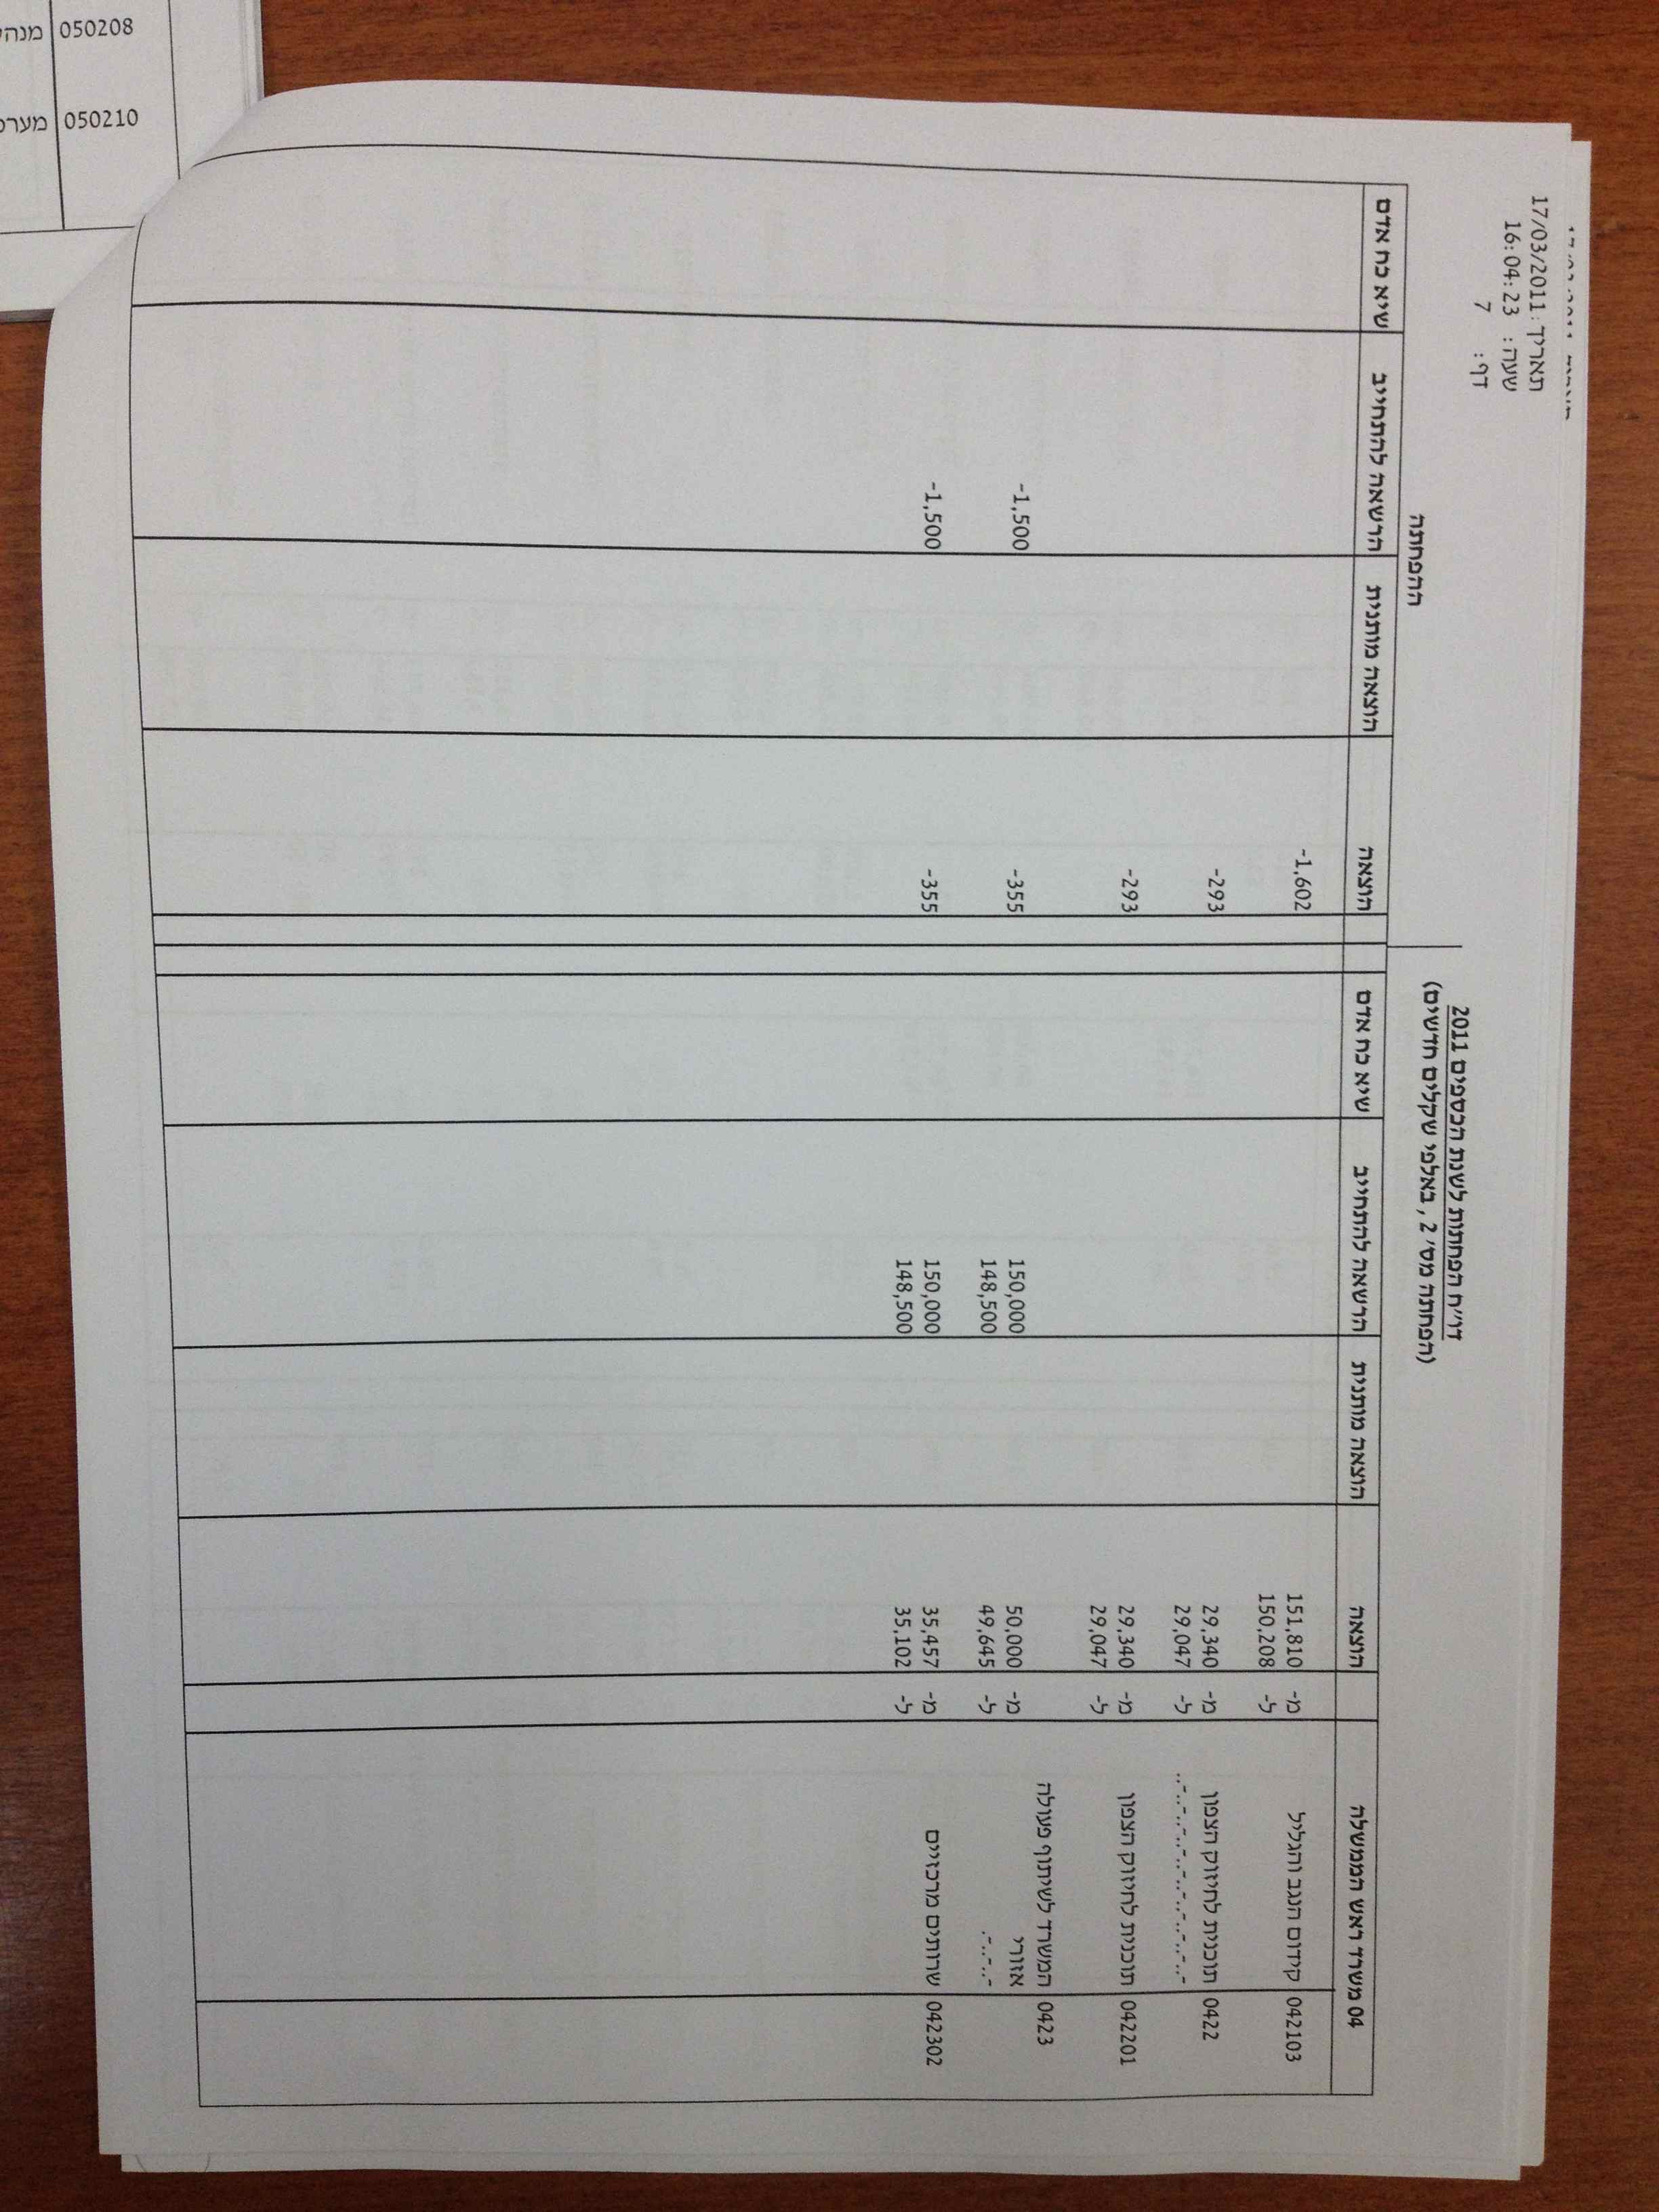 תאריך: 17/03/2011
שעה: 16:04:23
דף: 7
דו"ח הפחתות לשנת הכספים 2011
(הפחתה מס' 2, באלפי שקלים חדשים)
ההפחתה
04 משרד ראש הממשלה הוצאה הוצאה מותנית הרשאה להתחייב שיא כח אדם הוצאה הוצאה מותנית הרשאה להתחייב שיא כח אדם
042103 קידום הנגב והגליל מ- 151,810 -1,602
ל- 150,208
0422 תוכנית לחיזוק הצפון מ- 29,340 -293
-.-.-.-.-.-.-.-.-.-.. ל- 29,047
042201 תוכנית לחיזוק הצפון מ- 29,340 -293
ל- 29,047
0423 המשרד לשיתוף פעולה
אזורי מ- 50,000 150,000 -355 -1,500
-.-.-. ל- 49,645 148,500
042302 שרותים מרכזיים מ- 35,457 150,000 -355 -1,500
ל- 35,102 148,500
050208
050210